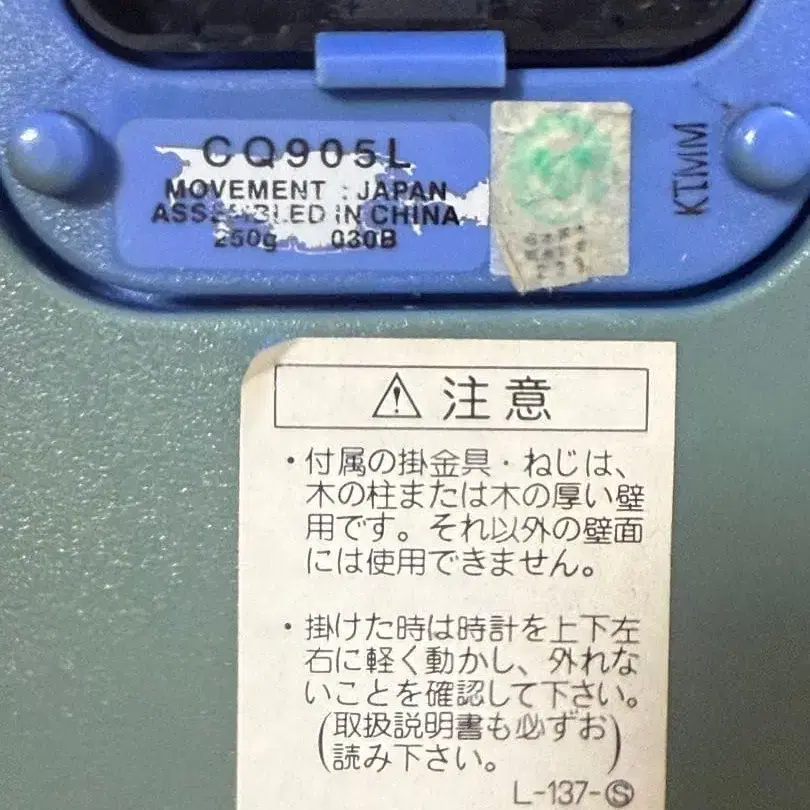 CQ905L
MOVEMENT : JAPAN
ASSEMBLED IN CHINA
250g 030B
KTMM
⚠ 注意
・付属の掛金具・ねじは、
木の柱または木の厚い壁
用です。それ以外の壁面
には使用できません。
・掛けた時は時計を上下左
右に軽く動かし、外れな
いことを確認して下さい。
(取扱説明書も必ずお
読み下さい。)
L-137-Ⓢ